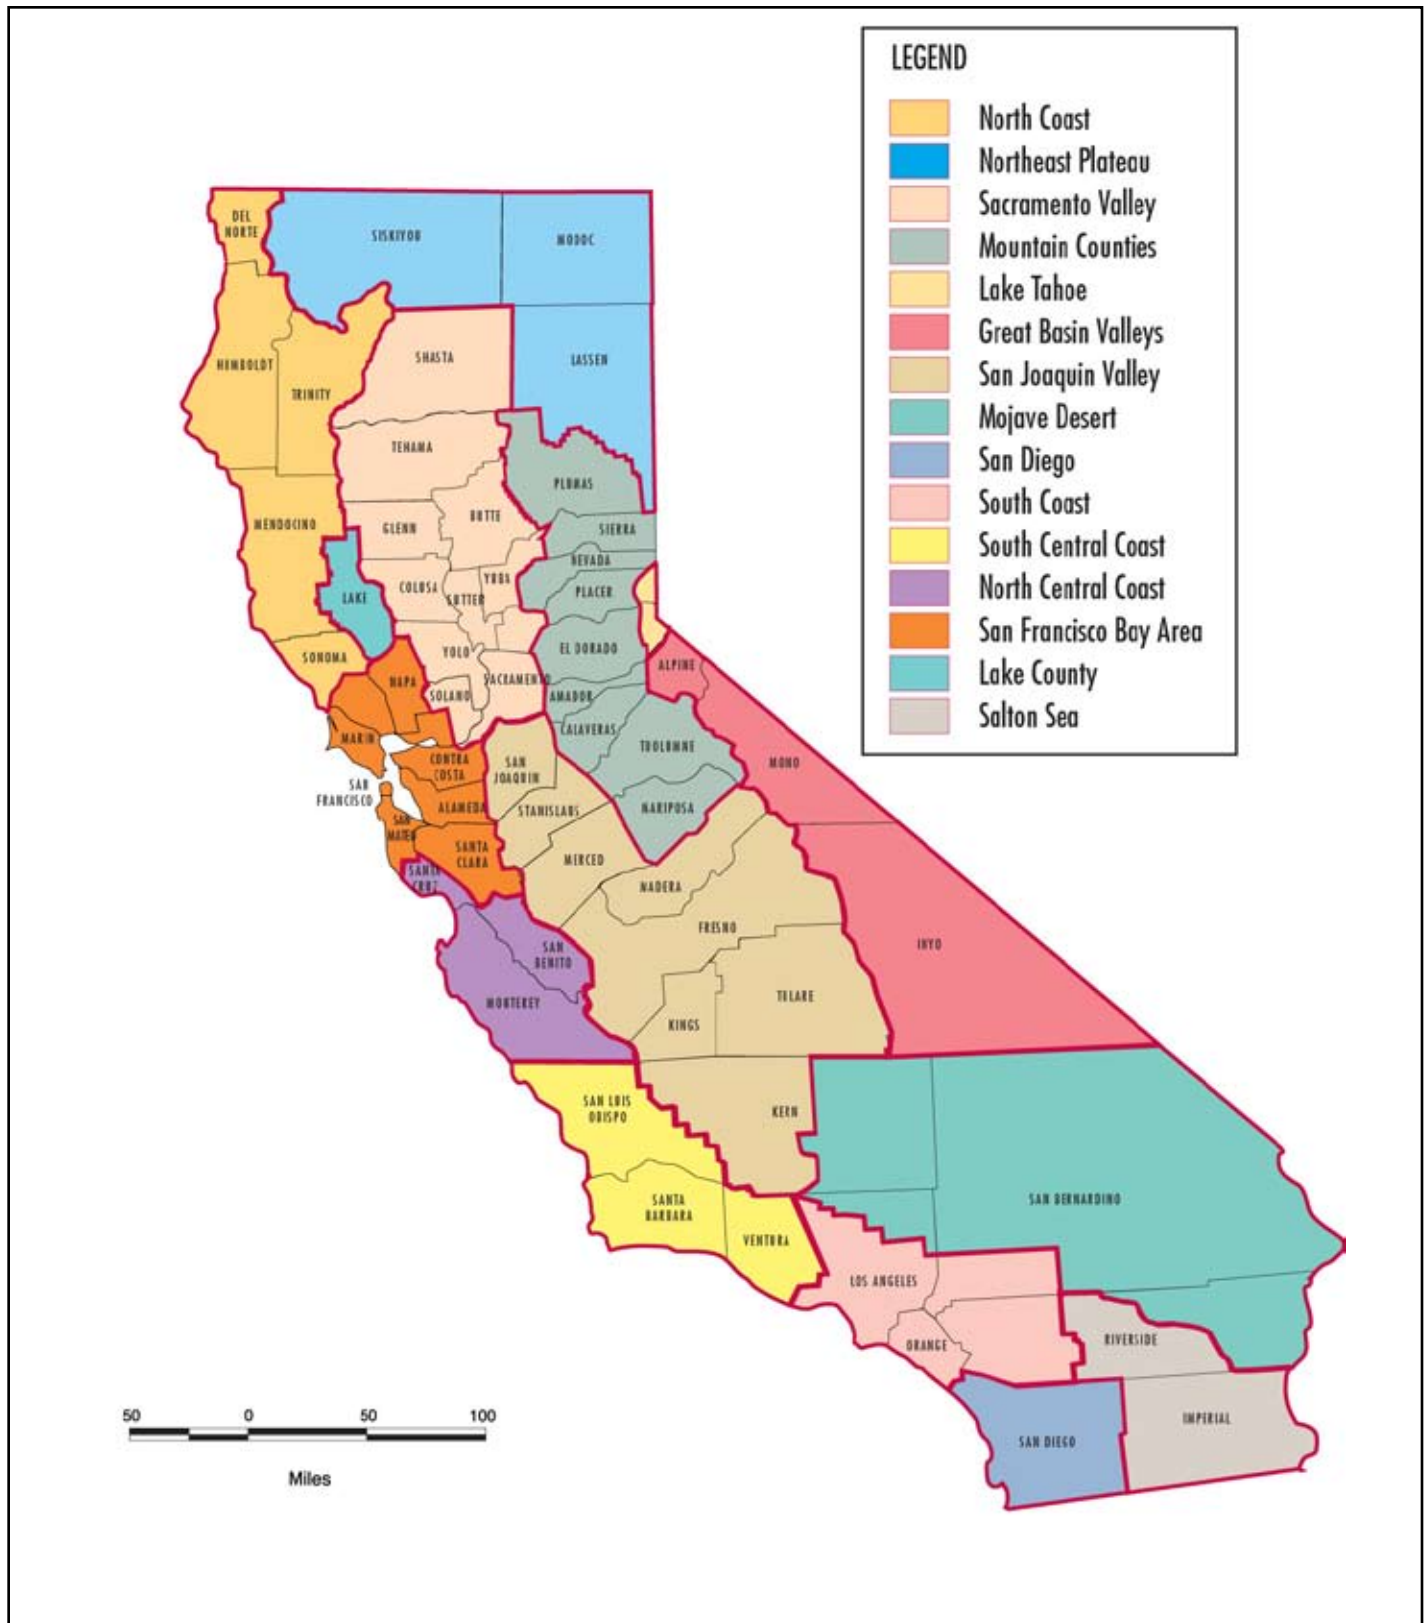 LEGEND
North Coast
Northeast Plateau
Sacramento Valley
Mountain Counties
Lake Tahoe
Great Basin Valleys
San Joaquin Valley
Mojave Desert
San Diego
South Coast
South Central Coast
North Central Coast
San Francisco Bay Area
Lake County
Salton Sea
DEL
NORTE
SISKIYOU
MODOC
HUMBOLDT
TRINITY
SHASTA
LASSEN
TEHAMA
PLUMAS
MENDOCINO
GLENN
BUTTE
SIERRA
NEVADA
LAKE
COLUSA
SUTTER
YUBA
PLACER
SONOMA
YOLO
EL DORADO
NAPA
SOLANO
SACRAMENTO
AMADOR
ALPINE
MARIN
CALAVERAS
TUOLUMNE
MONO
CONTRA
COSTA
SAN
JOAQUIN
SAN
FRANCISCO
ALAMEDA
STANISLAUS
MARIPOSA
SAN
MATEO
SANTA
CLARA
MERCED
SANTA
CRUZ
MADERA
FRESNO
INYO
SAN
BENITO
MONTEREY
KINGS
TULARE
SAN LUIS
OBISPO
KERN
SANTA
BARBARA
VENTURA
SAN BERNARDINO
LOS ANGELES
ORANGE
RIVERSIDE
SAN DIEGO
IMPERIAL
50 0 50 100
Miles